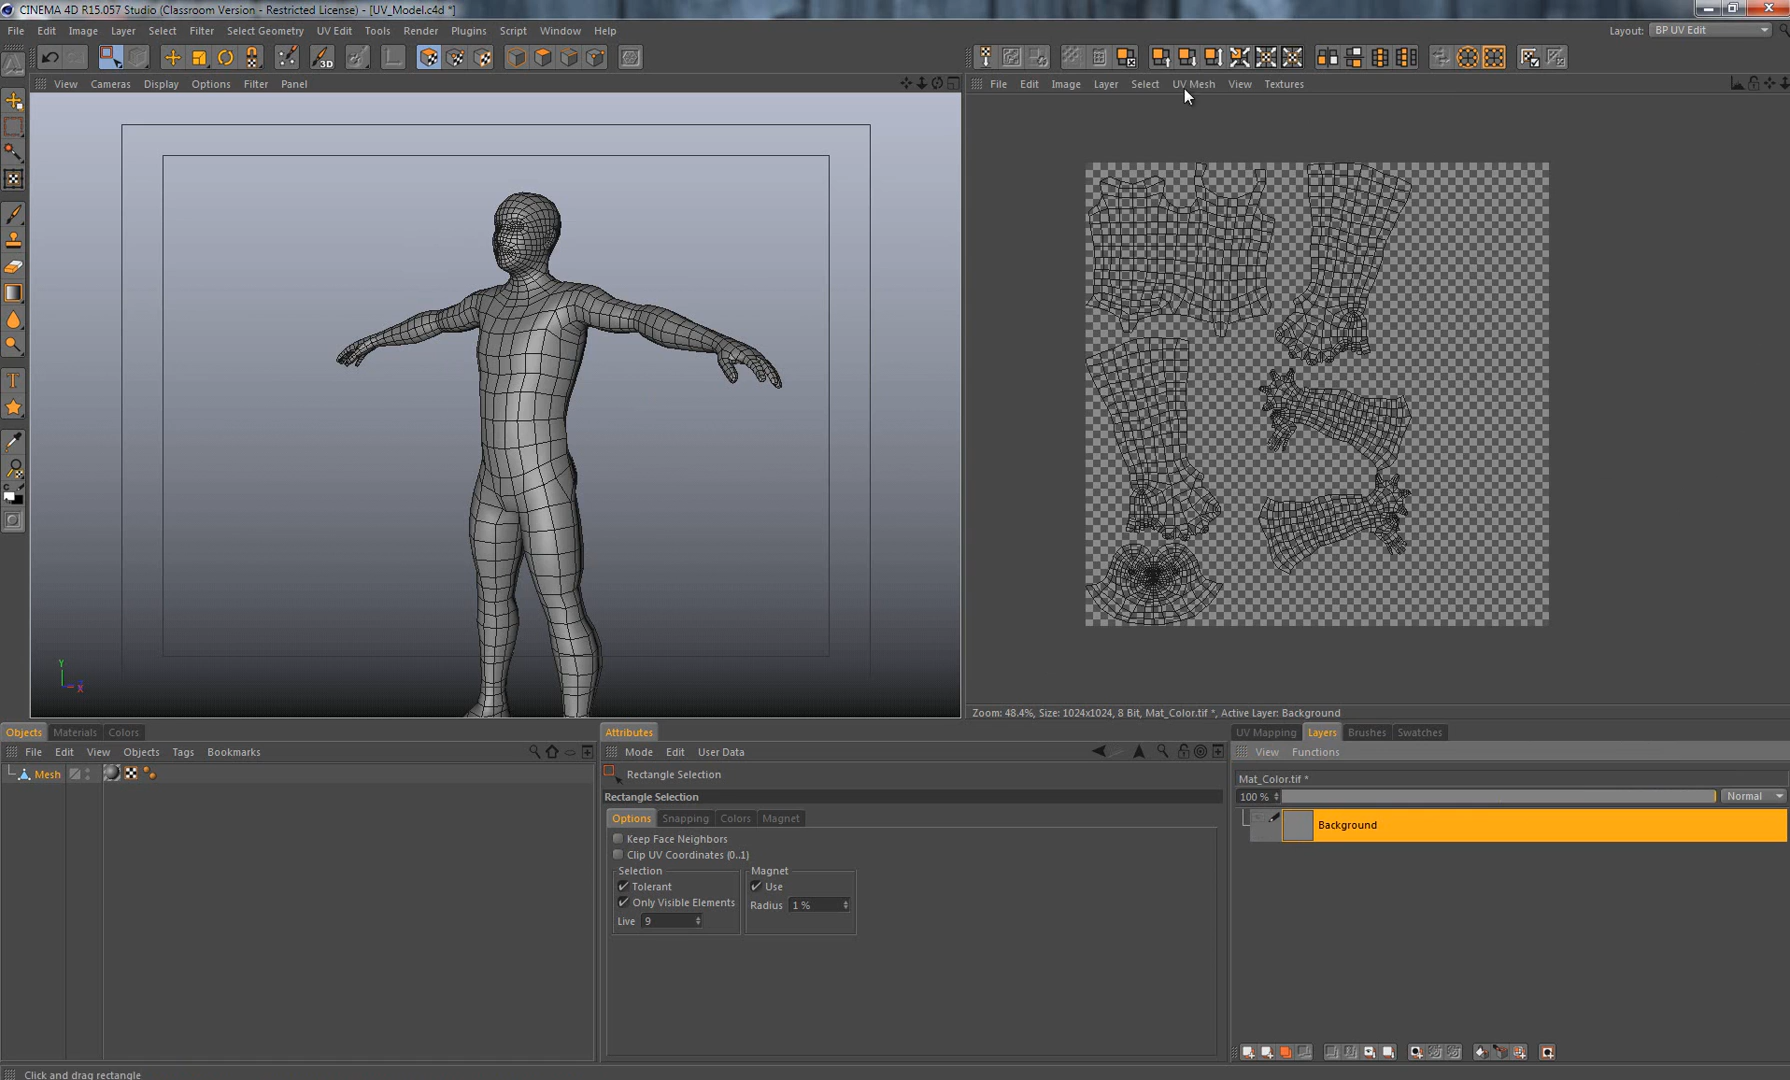 CINEMA 4D R15.057 Studio (Classroom Version - Restricted License) - [UV_Model.c4d *]
File Edit Image Layer Select Filter Select Geometry UV Edit Tools Render Plugins Script Window Help
Layout: BP UV Edit
View Cameras Display Options Filter Panel
File Edit Image Layer Select UV Mesh View Textures
3D
T
Y
X
Zoom: 48.4%, Size: 1024x1024, 8 Bit, Mat_Color.tif *, Active Layer: Background
Objects Materials Colors
File Edit View Objects Tags Bookmarks
Mesh
Attributes
Mode Edit User Data
Rectangle Selection
Rectangle Selection
Options Snapping Colors Magnet
Keep Face Neighbors
Clip UV Coordinates (0..1)
Selection
Tolerant
Only Visible Elements
Live 9
Magnet
Use
Radius 1 %
UV Mapping Layers Brushes Swatches
View Functions
Mat_Color.tif *
100 % Normal
Background
Click and drag rectangle